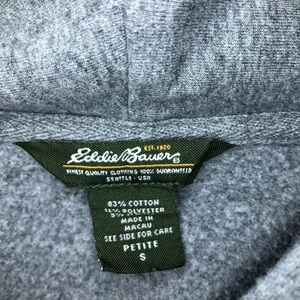 EST. 1920
Eddie Bauer
FINEST QUALITY CLOTHING 100% GUARANTEED
SEATTLE · USA
83% COTTON
12% POLYESTER
MADE IN
MACAU
SEE SIDE FOR CARE
PETITE
S